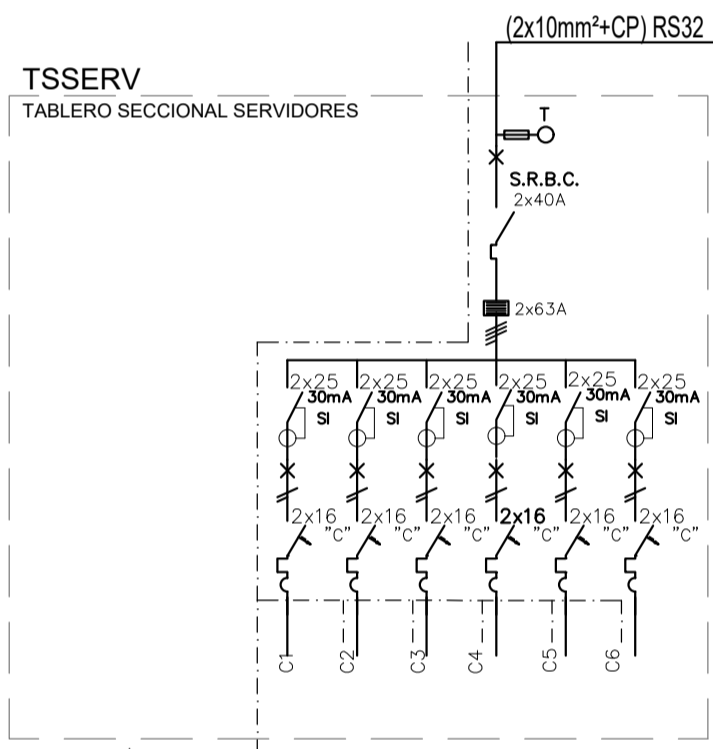 (2x10mm²+CP) RS32
TSSERV
TABLERO SECCIONAL SERVIDORES
T
S.R.B.C.
2x40A
2x63A
2x25 2x25 2x25 2x25 2x25 2x25
30mA 30mA 30mA 30mA 30mA 30mA
SI SI SI SI SI SI
2x16 2x16 2x16 2x16 2x16 2x16
"C" "C" "C" "C" "C" "C"
C1 C2 C3 C4 C5 C6